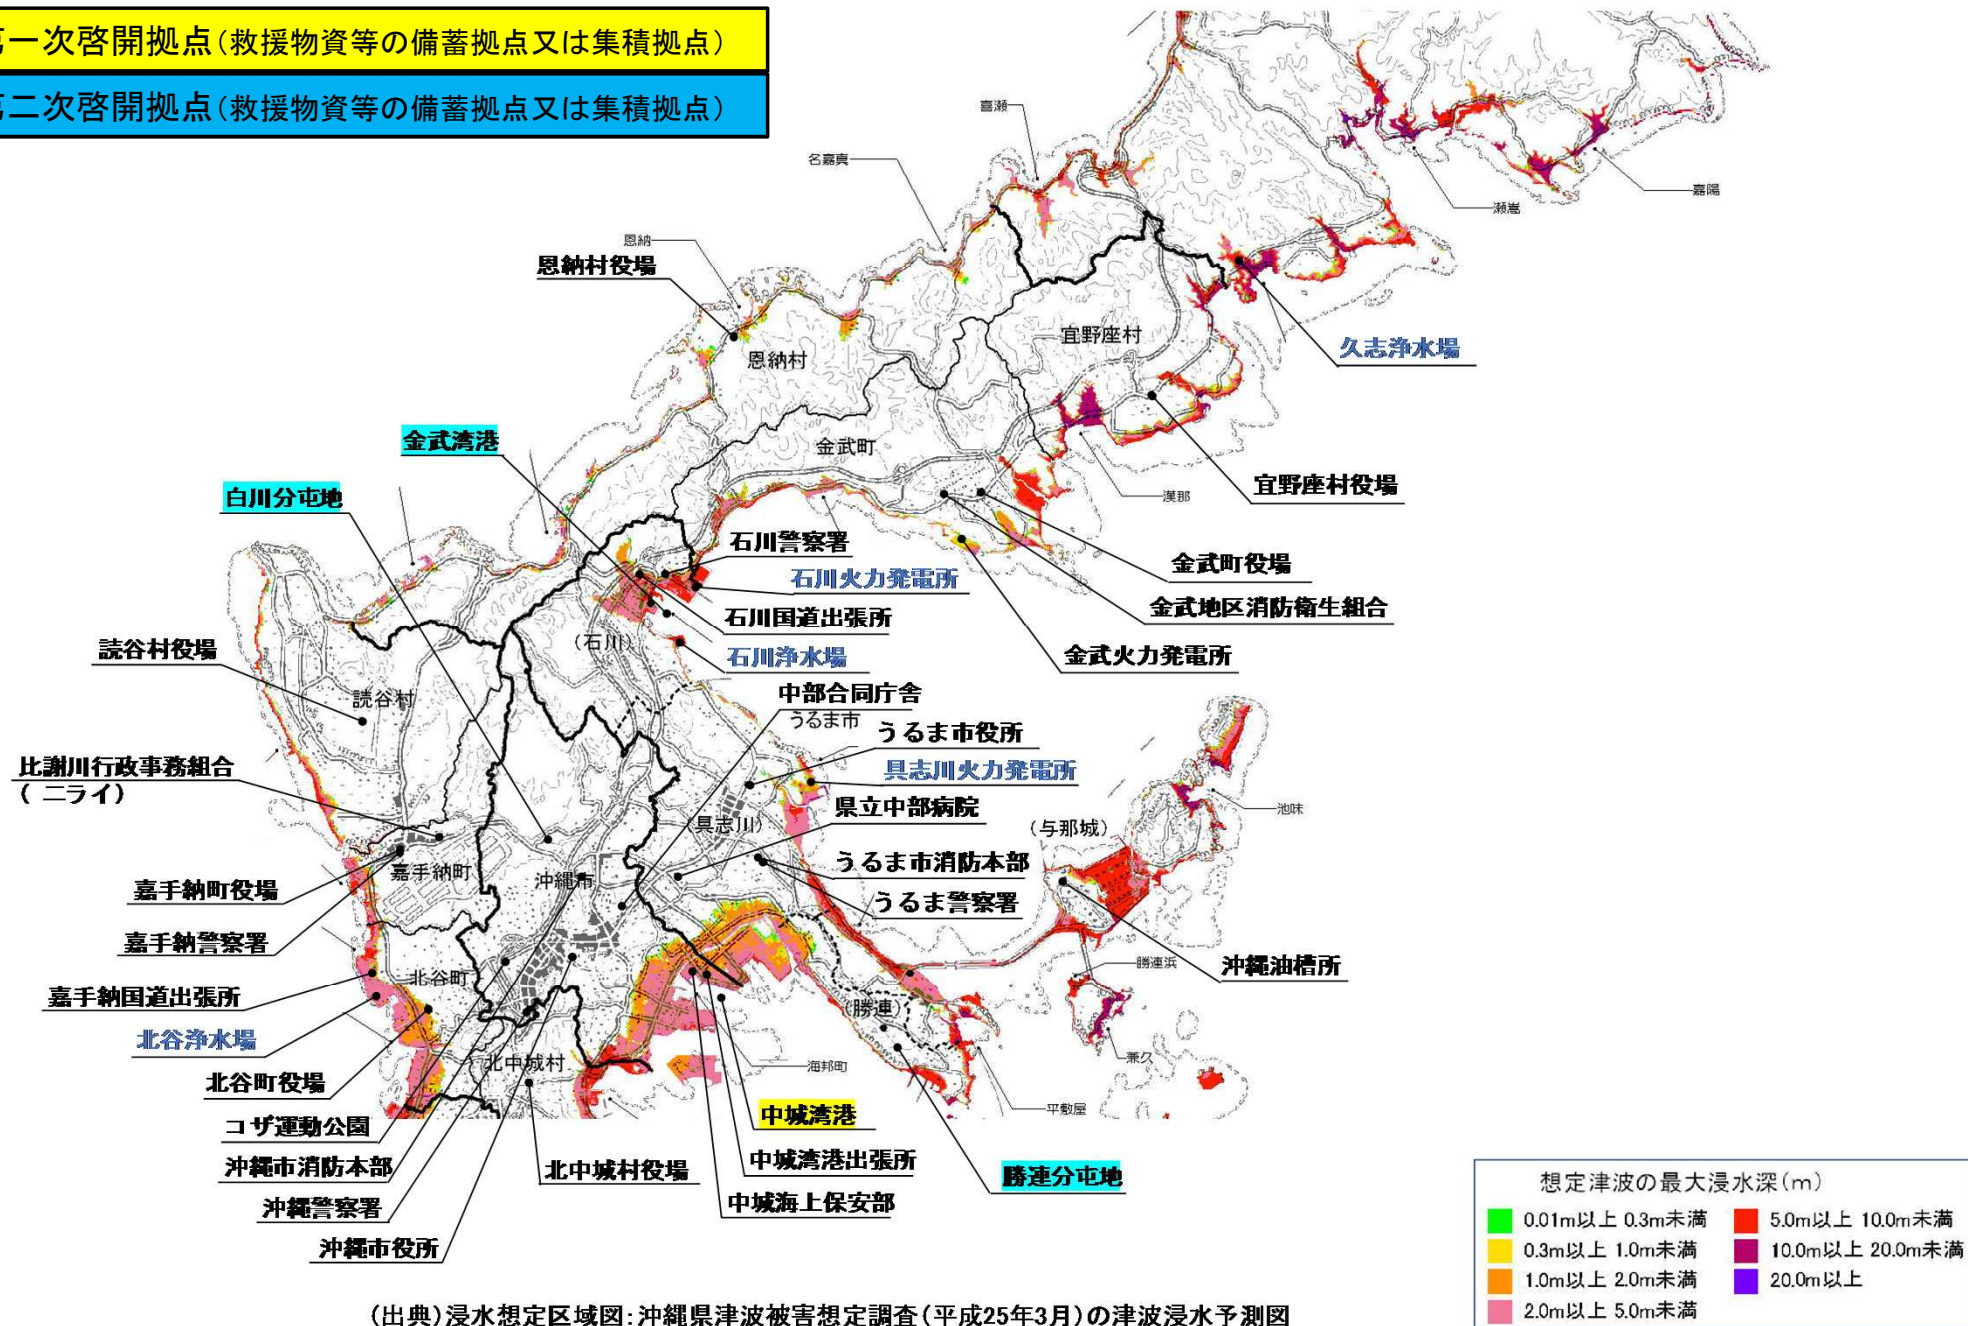 一次啓開拠点(救援物資等の備蓄拠点又は集積拠点)
二次啓開拠点(救援物資等の備蓄拠点又は集積拠点)
喜瀬
名嘉真
嘉陽
瀬嵩
恩納
恩納村役場
恩納村
宜野座村
久志浄水場
金武湾港
金武町
宜野座村役場
漢那
白川分屯地
石川警察署
石川火力発電所
金武町役場
石川国道出張所
金武地区消防衛生組合
(石川)
石川浄水場
金武火力発電所
読谷村役場
読谷村
中部合同庁舎
うるま市
うるま市役所
具志川火力発電所
比謝川行政事務組合
( ニライ)
県立中部病院
池味
(具志川)
(与那城)
うるま市消防本部
嘉手納町
沖縄市
嘉手納町役場
うるま警察署
嘉手納警察署
沖縄油槽所
勝連浜
北谷町
嘉手納国道出張所
(勝連)
北谷浄水場
兼久
北中城村
海邦町
北谷町役場
平敷屋
中城湾港
コザ運動公園
中城湾港出張所
沖縄市消防本部
北中城村役場
勝連分屯地
沖縄警察署
中城海上保安部
沖縄市役所
想定津波の最大浸水深(m)
0.01m以上 0.3m未満
5.0m以上 10.0m未満
0.3m以上 1.0m未満
10.0m以上 20.0m未満
1.0m以上 2.0m未満
20.0m以上
2.0m以上 5.0m未満
(出典)浸水想定区域図:沖縄県津波被害想定調査(平成25年3月)の津波浸水予測図